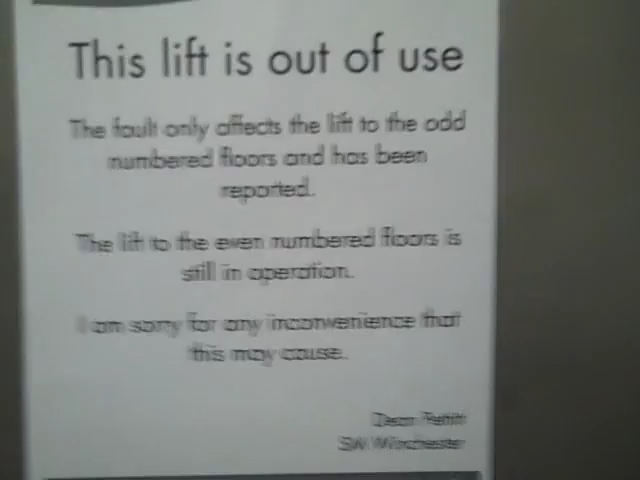 This lift is out of use
The fault only affects the lift to the odd
numbered floors and has been
reported.
The lift to the even numbered floors is
still in operation.
I am sorry for any inconvenience that
this may cause.
Dean
SW